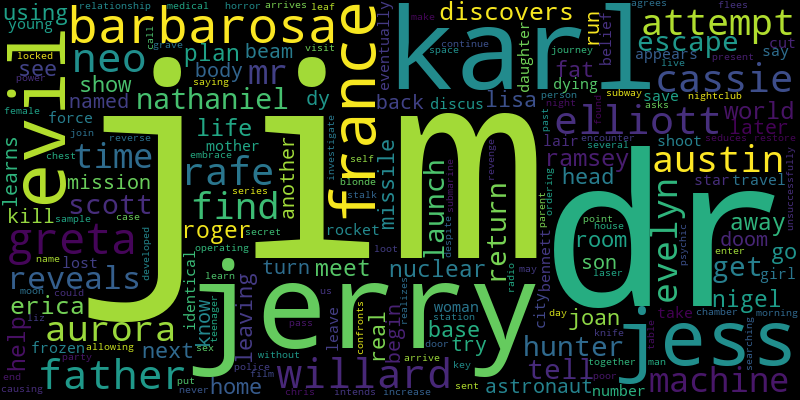 relationship medical horror arrives leaf
using barbarosa discovers attempt
young neo plan beam mr france karl run
locked see show body eventually daughter belief escape cut
power nathaniel appears say
call grave visit fat cassie
female named saying dy back discus lisa dying save asks live present flees
evil force life missile space continue journey
join reverse mother person night subway nightclub
learns chest embrace another investigate self found elliott world
time rafe blonde stalk series lair encounter several later
mission find launch submarine revenge ramsey shoot seduces restore
scott roger rocket despite return past ordering head austin
kill sample case secret operating loot parent star travel unsuccessfully
jim dr
greta developed identical turn meet nuclear city bennett point house room evelyn away
name lost learn real radio son laser psychic doom enter go
reveals moon could know leaving us may get girl
erica liz teenager leave confronts begin realizes woman station door base day joan nigel chamber morning
help frozen allowing sex pass jerry try knife take searching
aurora party next put police without arrive key hunter together man table jess
end father never home film willard tell astronaut poor machine
causing chris intends increase sent number make agrees